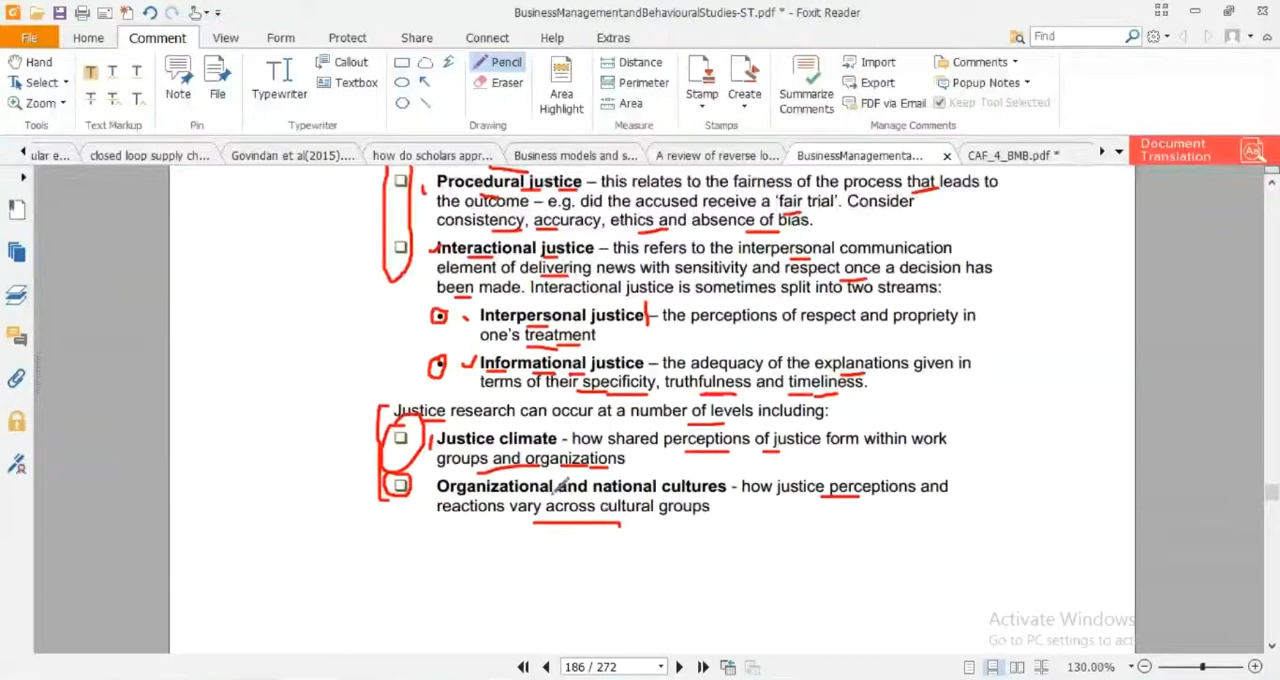 BusinessManagementandBehaviouralStudies-ST.pdf * - Foxit Reader
File Home Comment View Form Protect Share Connect Help Extras Find
Hand Callout Pencil Distance Import Comments
Select Textbox Eraser Perimeter Export Popup Notes
Zoom Note File Typewriter Area Highlight Area Stamp Create Summarize Comments FDF via Email Keep Tool Selected
Tools Text Markup Pin Typewriter Drawing Measure Stamps Manage Comments
ular e... closed loop supply ch... Govindan et al(2015).... how do scholars appr... Business models and s... A review of reverse lo... BusinessManagementa... CAF_4_BMB.pdf * Document Translation
Procedural justice – this relates to the fairness of the process that leads to
the outcome – e.g. did the accused receive a ‘fair trial’. Consider
consistency, accuracy, ethics and absence of bias.
Interactional justice – this refers to the interpersonal communication
element of delivering news with sensitivity and respect once a decision has
been made. Interactional justice is sometimes split into two streams:
Interpersonal justice – the perceptions of respect and propriety in
one’s treatment
Informational justice – the adequacy of the explanations given in
terms of their specificity, truthfulness and timeliness.
Justice research can occur at a number of levels including:
Justice climate - how shared perceptions of justice form within work
groups and organizations
Organizational and national cultures - how justice perceptions and
reactions vary across cultural groups
Activate Windows
Go to PC settings to act
186 / 272 130.00%